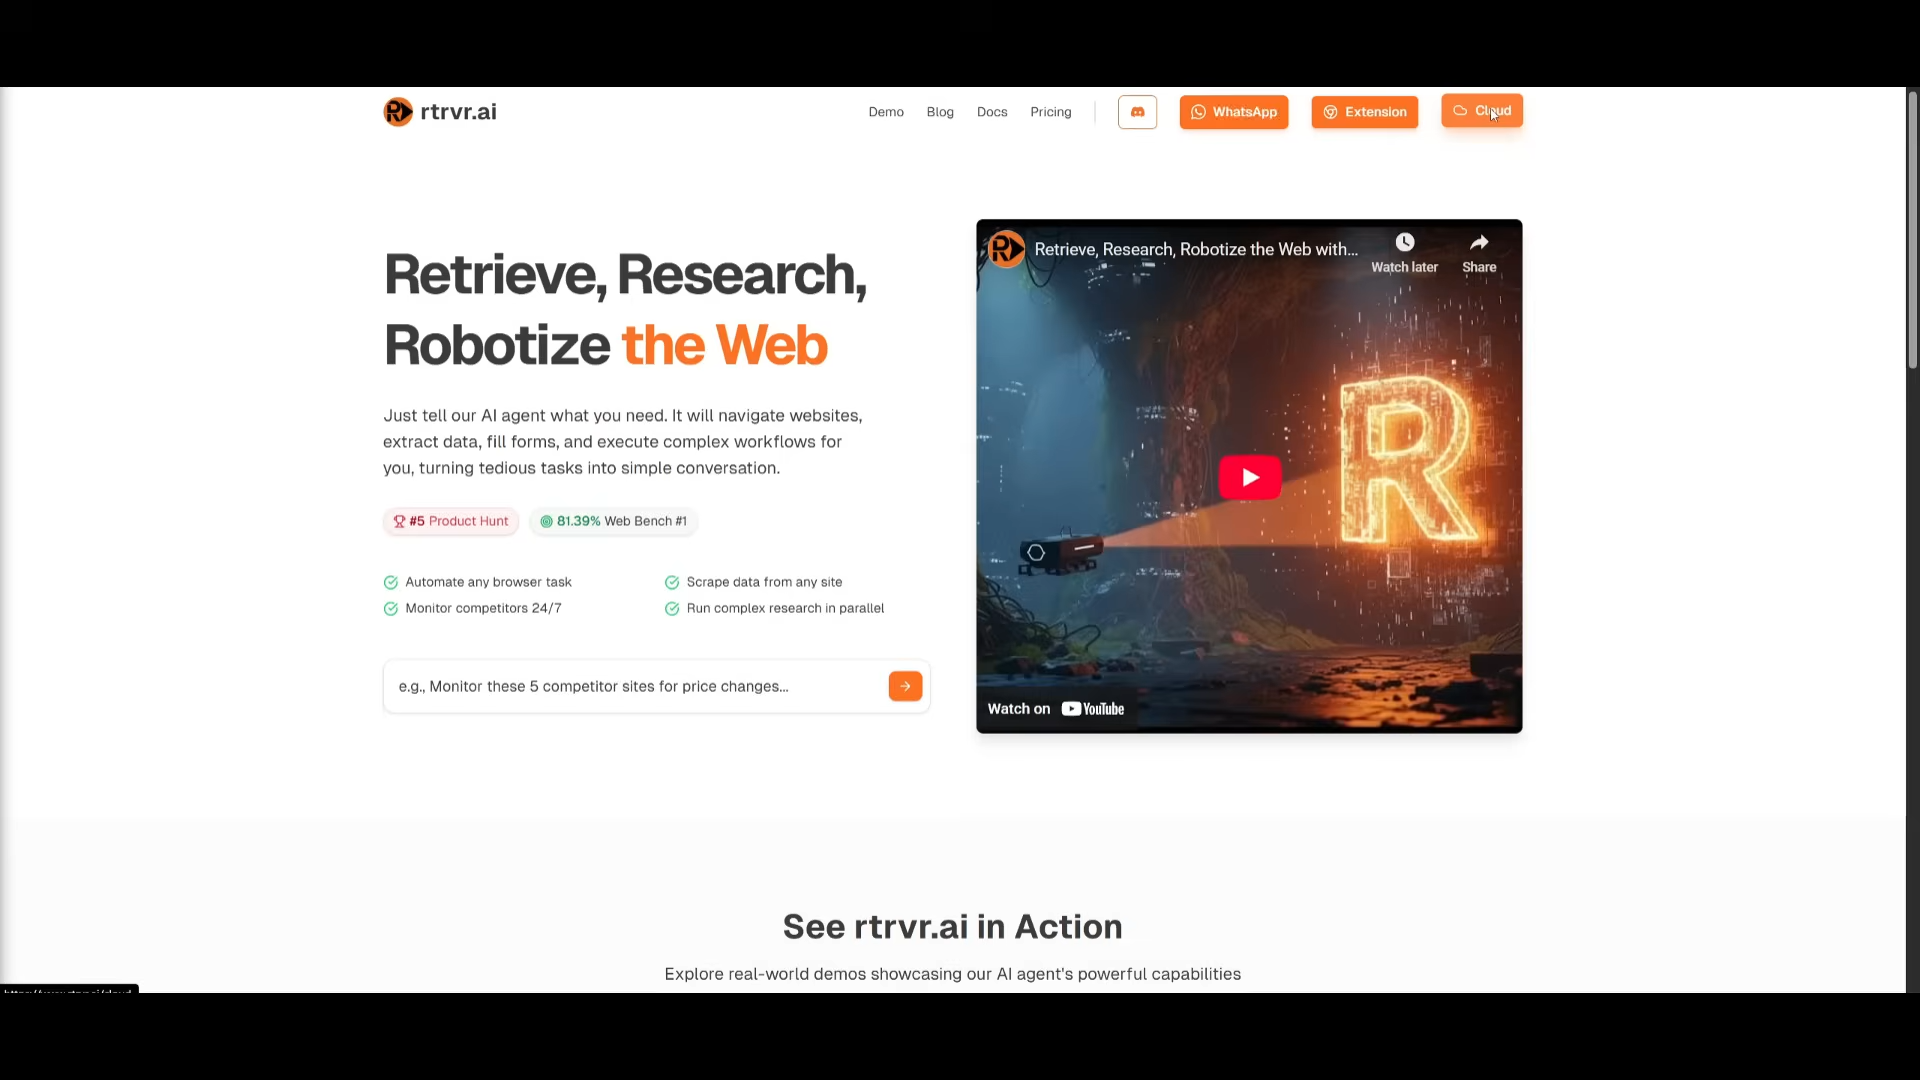 rtrvr.ai
Demo
Blog
Docs
Pricing
WhatsApp
Extension
Cloud
Retrieve, Research,
Robotize the Web
Just tell our AI agent what you need. It will navigate websites,
extract data, fill forms, and execute complex workflows for
you, turning tedious tasks into simple conversation.
#5 Product Hunt
81.39% Web Bench #1
Automate any browser task
Scrape data from any site
Monitor competitors 24/7
Run complex research in parallel
e.g., Monitor these 5 competitor sites for price changes...
Retrieve, Research, Robotize the Web with...
Watch later
Share
R
Watch on YouTube
See rtrvr.ai in Action
Explore real-world demos showcasing our AI agent's powerful capabilities